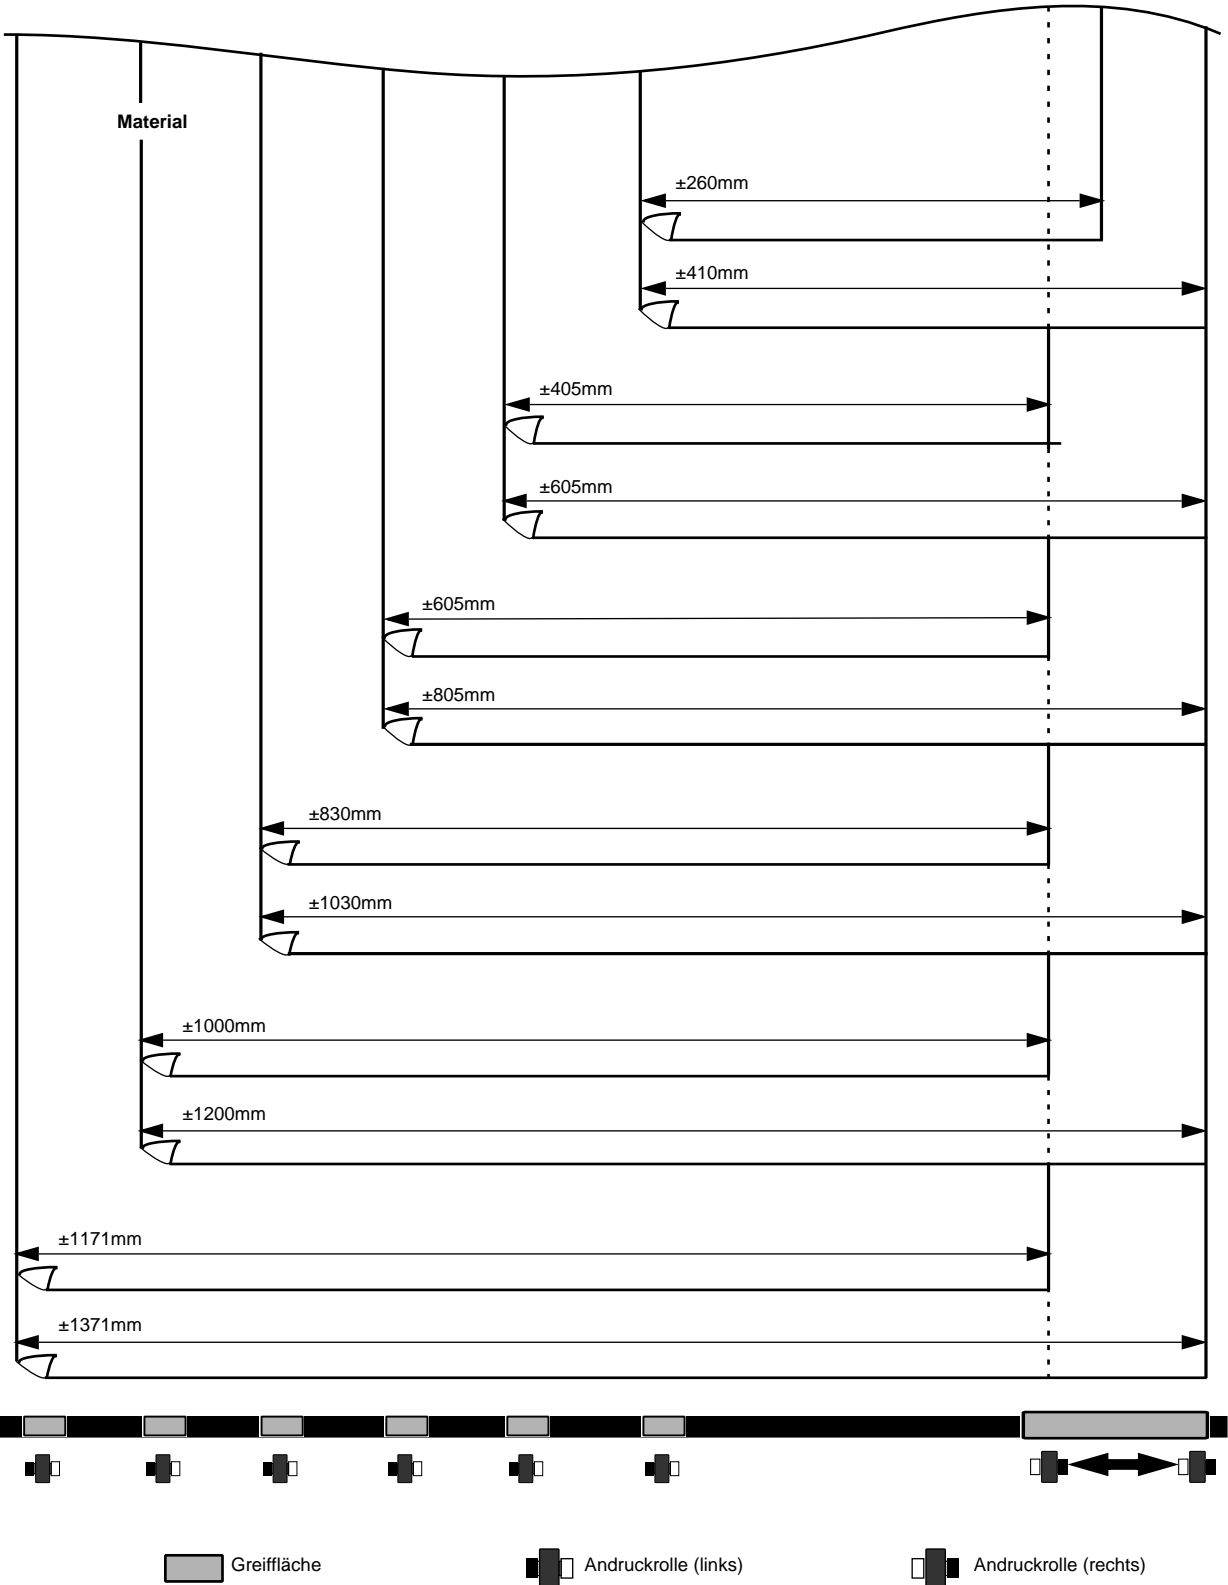 Material
±260mm
±410mm
±405mm
±605mm
±605mm
±805mm
±830mm
±1030mm
±1000mm
±1200mm
±1171mm
±1371mm
Greiffläche
Andruckrolle (links)
Andruckrolle (rechts)